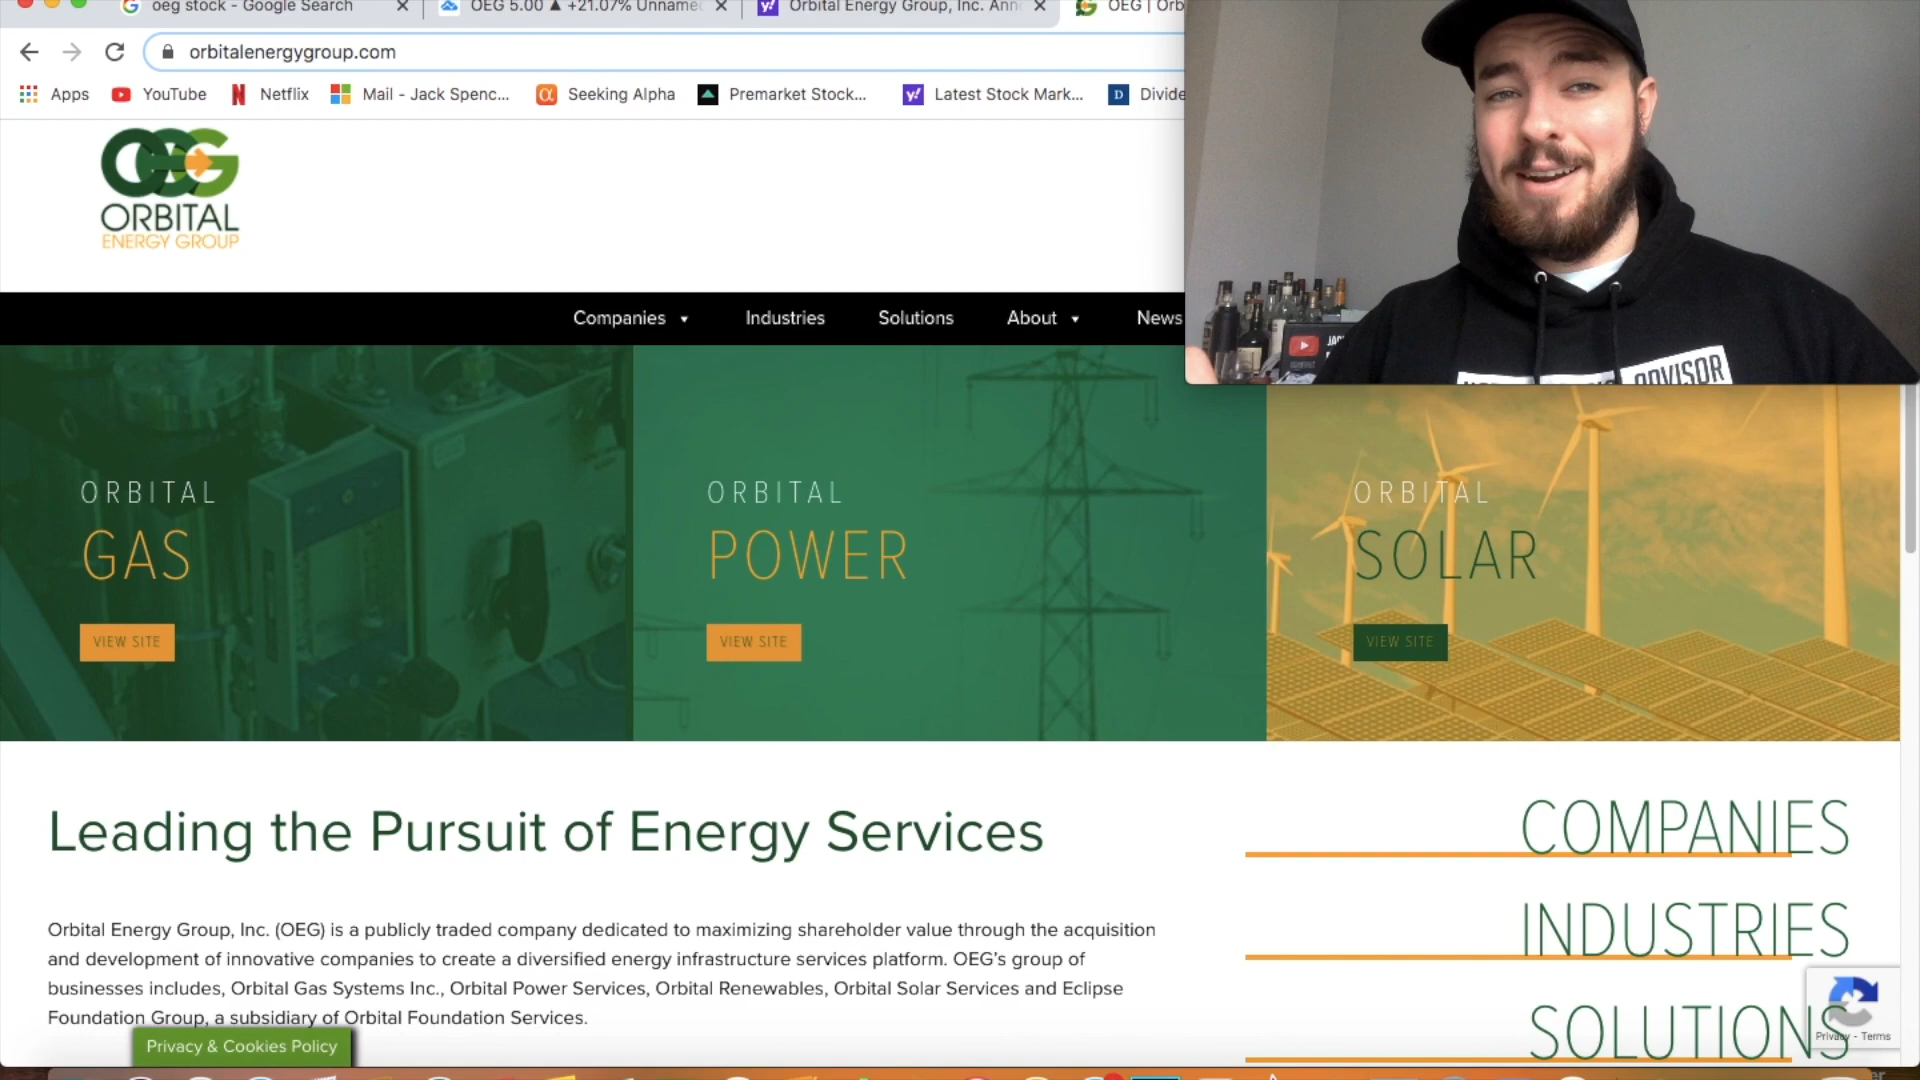 oeg stock - Google Search
OEG 5.00 ▲ +21.07% Unnamed
Orbital Energy Group, Inc. Ann
OEG | Orb
orbitalenergygroup.com
Apps
YouTube
Netflix
Mail - Jack Spenc...
Seeking Alpha
Premarket Stock...
Latest Stock Mark...
D
OEG
ORBITAL
ENERGY GROUP
Companies
Industries
Solutions
About
News
ADVISOR
ORBITAL
GAS
VIEW SITE
ORBITAL
POWER
VIEW SITE
ORBITAL
SOLAR
VIEW SITE
Leading the Pursuit of Energy Services
Orbital Energy Group, Inc. (OEG) is a publicly traded company dedicated to maximizing shareholder value through the acquisition
and development of innovative companies to create a diversified energy infrastructure services platform. OEG's group of
businesses includes, Orbital Gas Systems Inc., Orbital Power Services, Orbital Renewables, Orbital Solar Services and Eclipse
Foundation Group, a subsidiary of Orbital Foundation Services.
COMPANIES
INDUSTRIES
SOLUTIONS
Privacy & Cookies Policy
Privacy - Terms